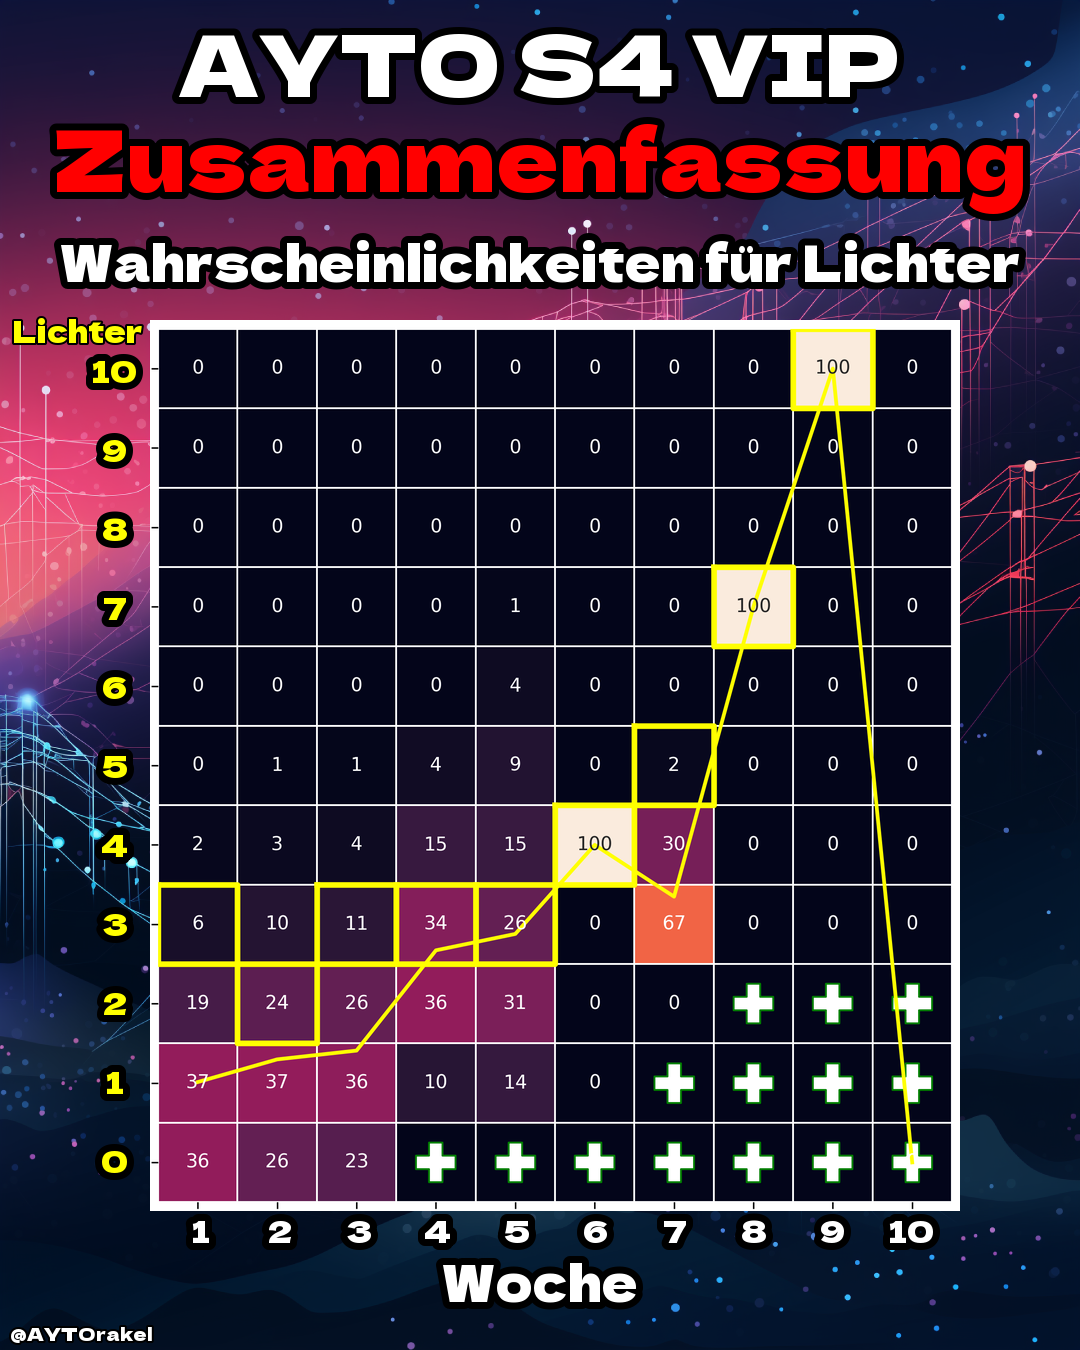 AYTO S4 VIP
Zusammenfassung
Wahrscheinlichkeiten für Lichter
Lichter
10 0 0 0 0 0 0 0 0 100 0
9 0 0 0 0 0 0 0 0 0 0
8 0 0 0 0 0 0 0 0 0 0
7 0 0 0 0 1 0 0 100 0 0
6 0 0 0 0 4 0 0 0 0 0
5 0 1 1 4 9 0 2 0 0 0
4 2 3 4 15 15 100 30 0 0 0
3 6 10 11 34 26 0 67 0 0 0
2 19 24 26 36 31 0 0
1 37 37 36 10 14 0
0 36 26 23
1 2 3 4 5 6 7 8 9 10
Woche
@AYTOrakel